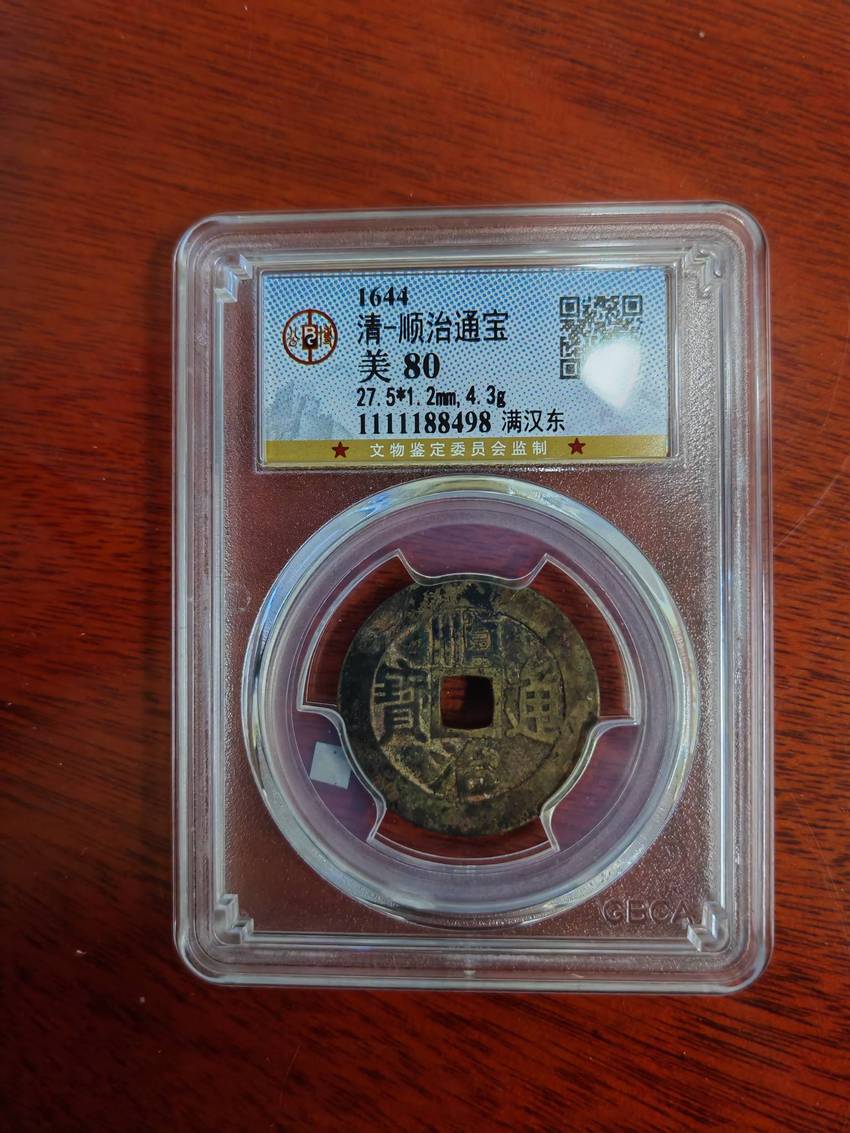 1644
清-顺治通宝
美 80
27.5*1.2mm,4.3g
1111188498 满汉东
★ 文物鉴定委员会监制 ★
順
寶 通
治
GBCA